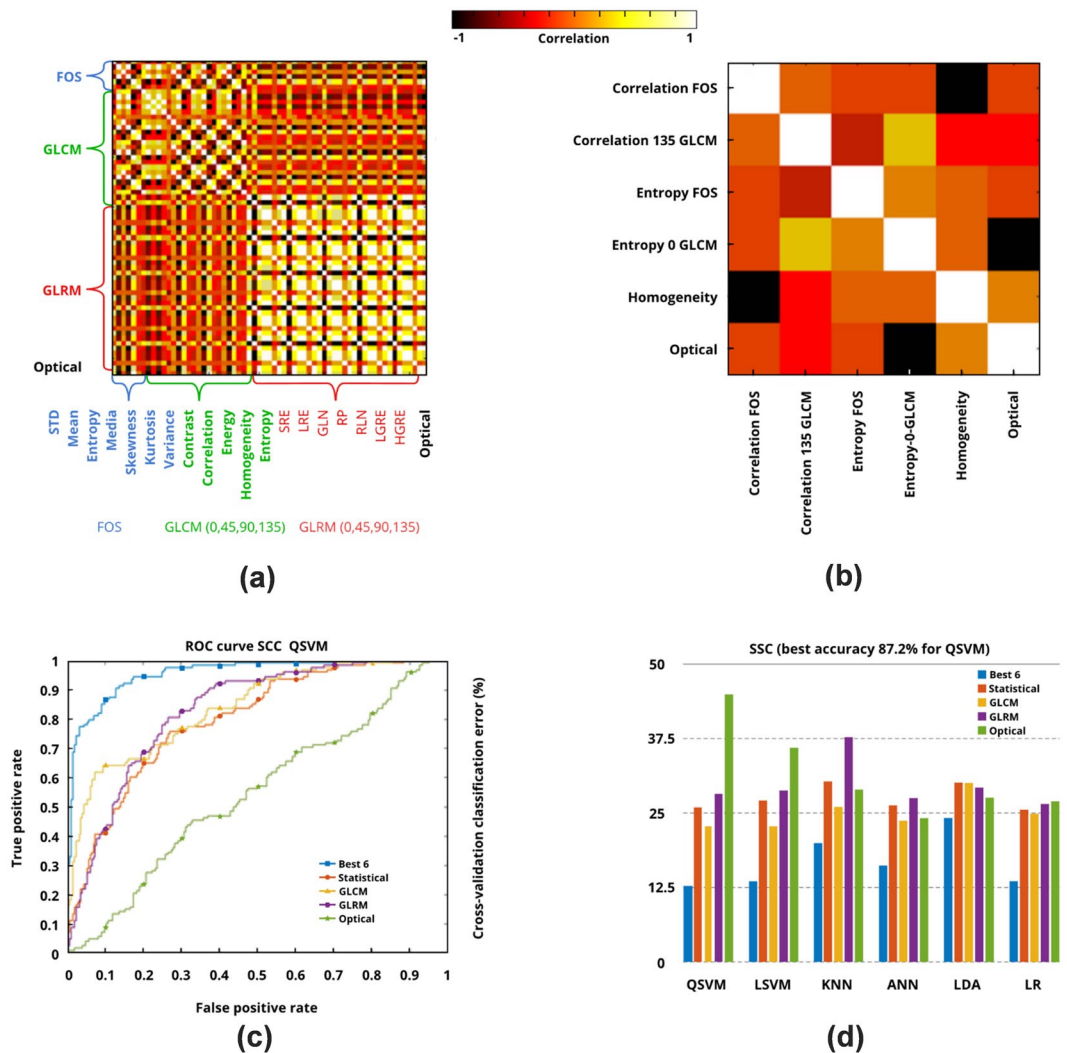 -1 Correlation 1
FOS
GLCM
GLRM
Optical
STD
Mean
Entropy
Media
Skewness
Kurtosis
Variance
Contrast
Correlation
Energy
Homogeneity
Entropy
SRE
LRE
GLN
RP
RLN
LGRE
HGRE
Optical
FOS GLCM (0,45,90,135) GLRM (0,45,90,135)
(a)
Correlation FOS
Correlation 135 GLCM
Entropy FOS
Entropy 0 GLCM
Homogeneity
Optical
Correlation FOS
Correlation 135 GLCM
Entropy FOS
Entropy-0-GLCM
Homogeneity
Optical
(b)
ROC curve SCC QSVM
True positive rate
1
0.9
0.8
0.7
0.6
0.5
0.4
0.3
0.2
0.1
0
Best 6
Statistical
GLCM
GLRM
Optical
0 0.1 0.2 0.3 0.4 0.5 0.6 0.7 0.8 0.9 1
False positive rate
(c)
SSC (best accuracy 87.2% for QSVM)
Cross-validation classification error (%)
50
37.5
25
12.5
0
Best 6
Statistical
GLCM
GLRM
Optical
QSVM LSVM KNN ANN LDA LR
(d)